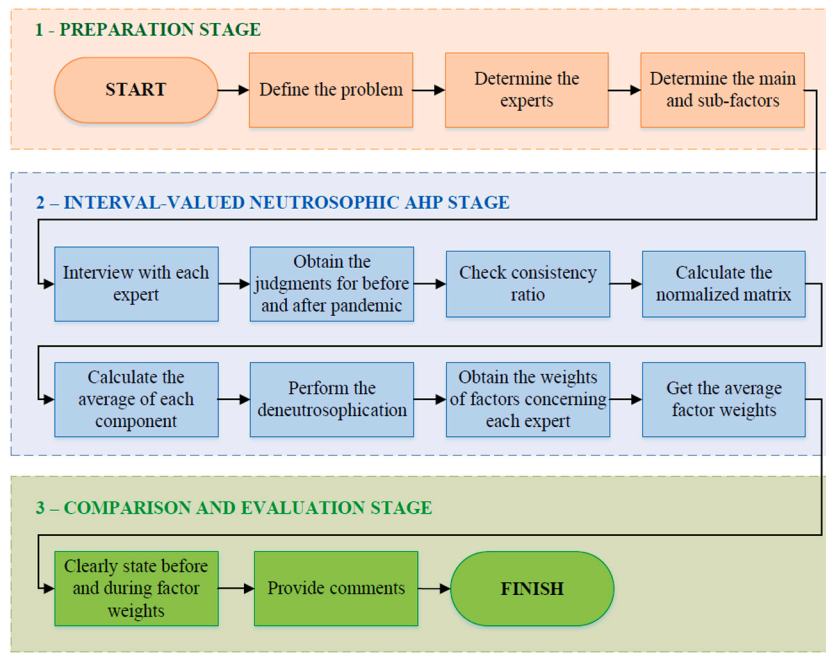 1 - PREPARATION STAGE
START
Define the problem
Determine the
experts
Determine the main
and sub-factors
2 – INTERVAL-VALUED NEUTROSOPHIC AHP STAGE
Interview with each
expert
Obtain the
judgments for before
and after pandemic
Check consistency
ratio
Calculate the
normalized matrix
Calculate the
average of each
component
Perform the
deneutrosophication
Obtain the weights
of factors concerning
each expert
Get the average
factor weights
3 – COMPARISON AND EVALUATION STAGE
Clearly state before
and during factor
weights
Provide comments
FINISH